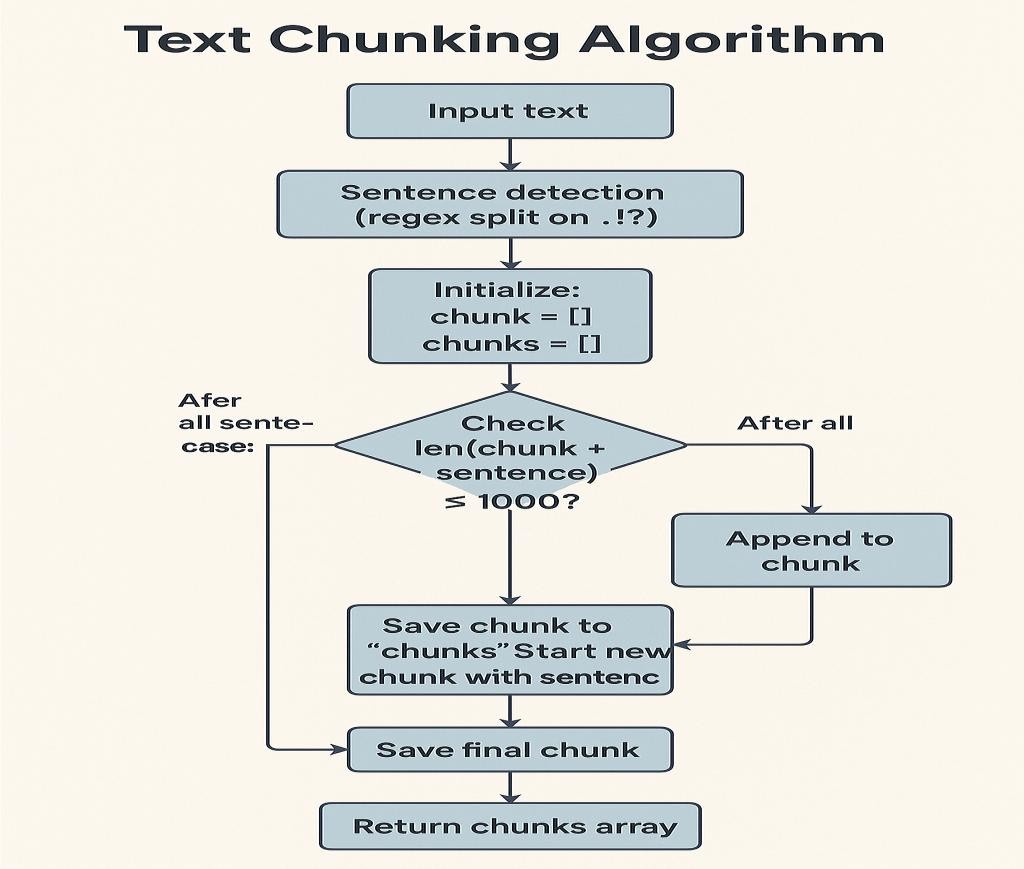 Text Chunking Algorithm
Input text
Sentence detection
(regex split on .!?)
Initialize:
chunk = []
chunks = []
Afer
all sente-
case:
Check
len(chunk +
sentence)
≤ 1000?
After all
Append to
chunk
Save chunk to
“chunks” Start new
chunk with sentenc
Save final chunk
Return chunks array